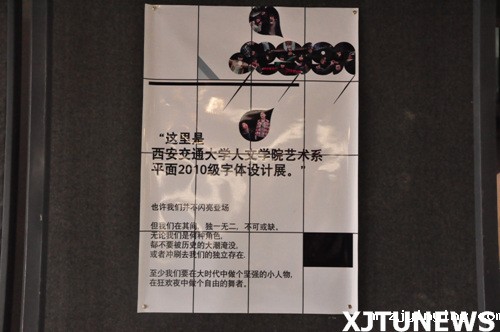 “这里是
西安交通大学人文学院艺术系
平面2010级字体设计展。”
也许我们并不闪亮登场
但我们在其间，独一无二，不可或缺。
无论我们是何种角色，
都不要被历史的大潮淹没，
或者冲刷去我们的独立存在.
至少我们要在大时代中做个坚强的小人物，
在狂欢夜中做个自由的舞者。
XJTUNEWS